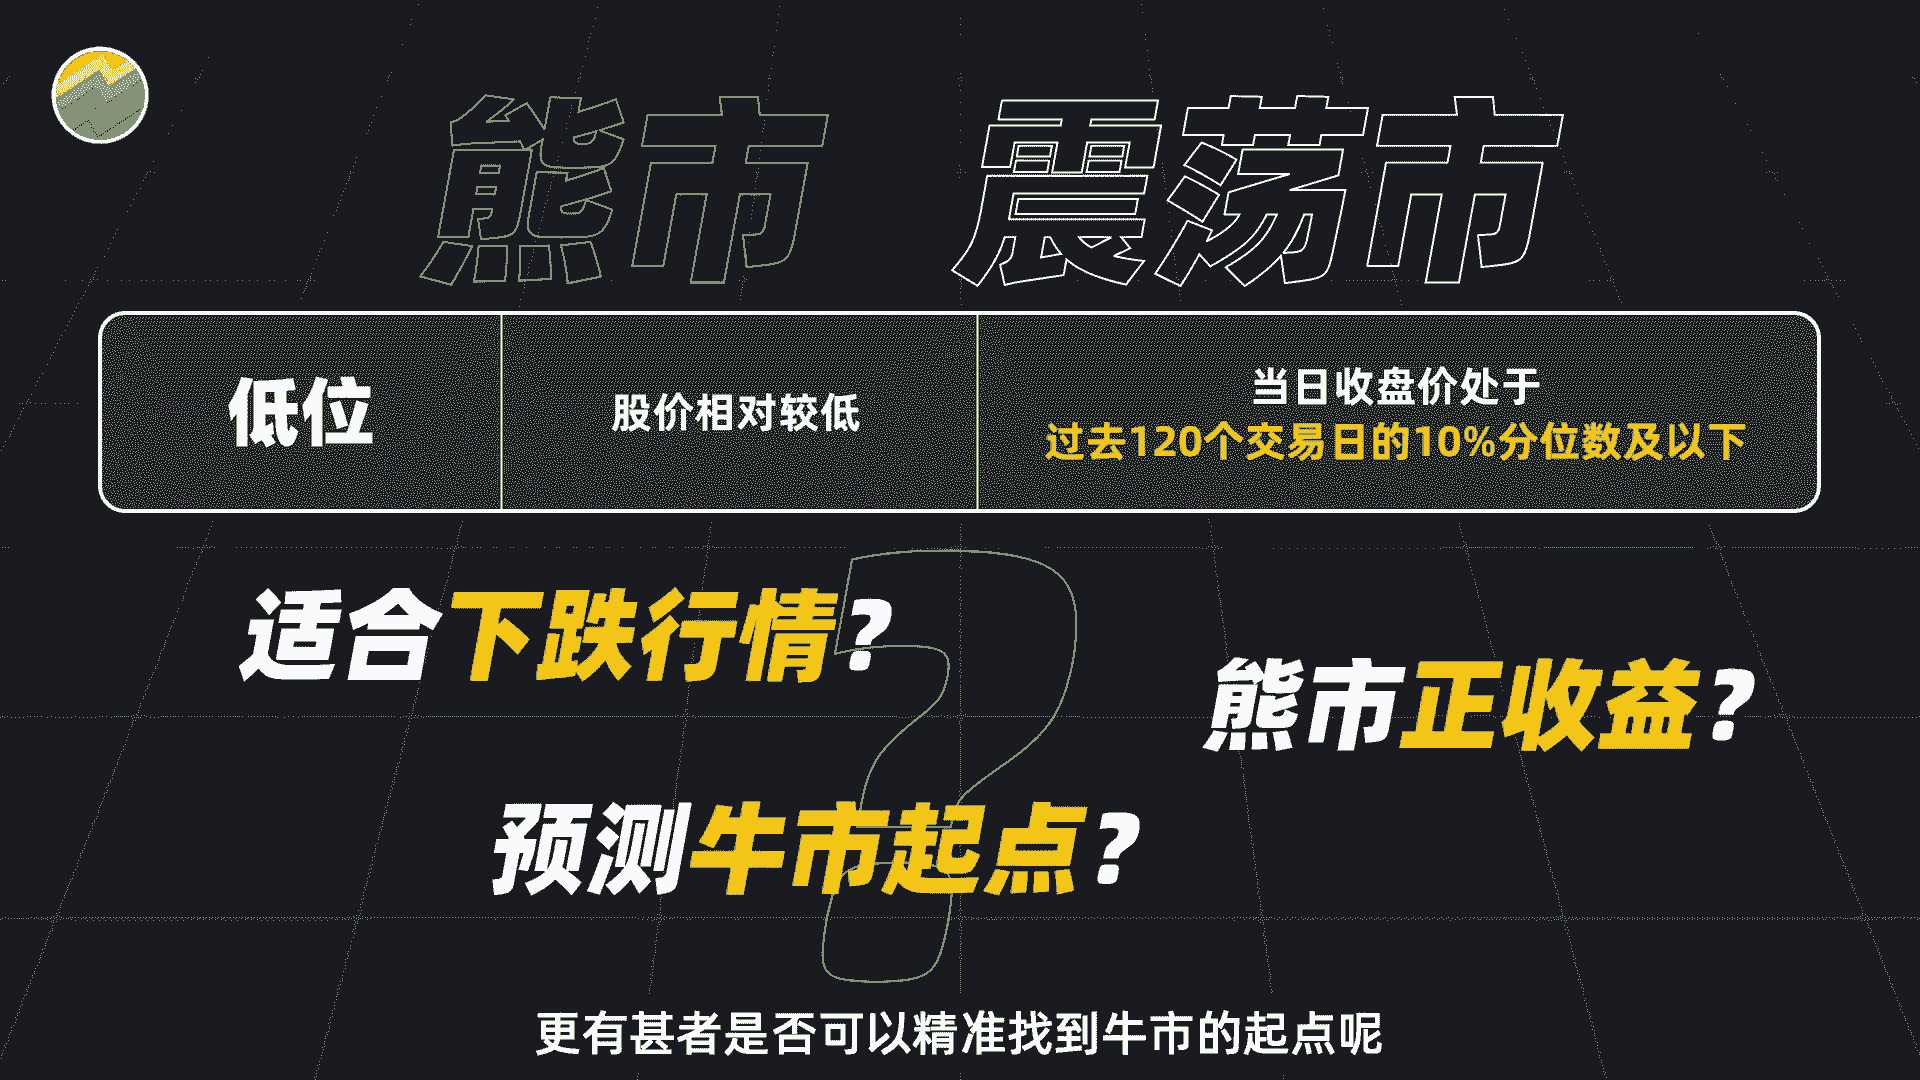 熊市 震荡市
低位
股价相对较低
当日收盘价处于
过去120个交易日的10%分位数及以下
适合下跌行情?
熊市正收益?
预测牛市起点?
?
更有甚者是否可以精准找到牛市的起点呢